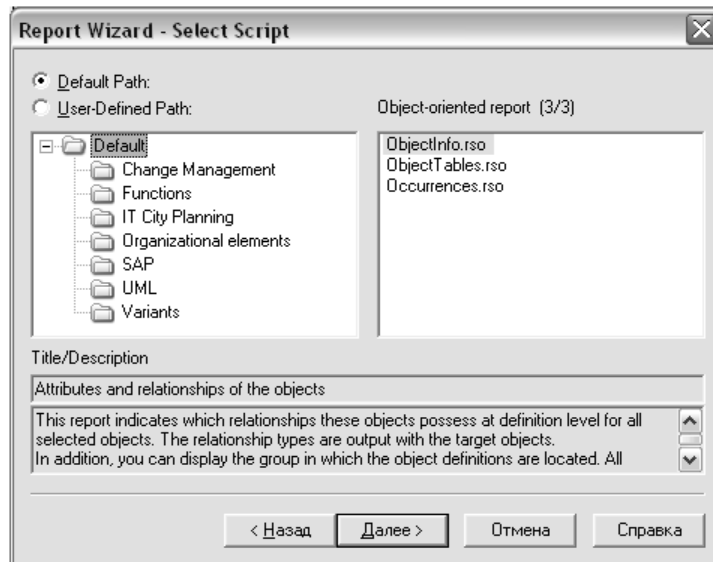 Report Wizard - Select Script
Default Path:
User-Defined Path:
Object-oriented report (3/3)
Default
Change Management
Functions
IT City Planning
Organizational elements
SAP
UML
Variants
ObjectInfo.rso
ObjectTables.rso
Occurrences.rso
Title/Description
Attributes and relationships of the objects
This report indicates which relationships these objects possess at definition level for all
selected objects. The relationship types are output with the target objects.
In addition, you can display the group in which the object definitions are located. All
< Назад
Далее >
Отмена
Справка